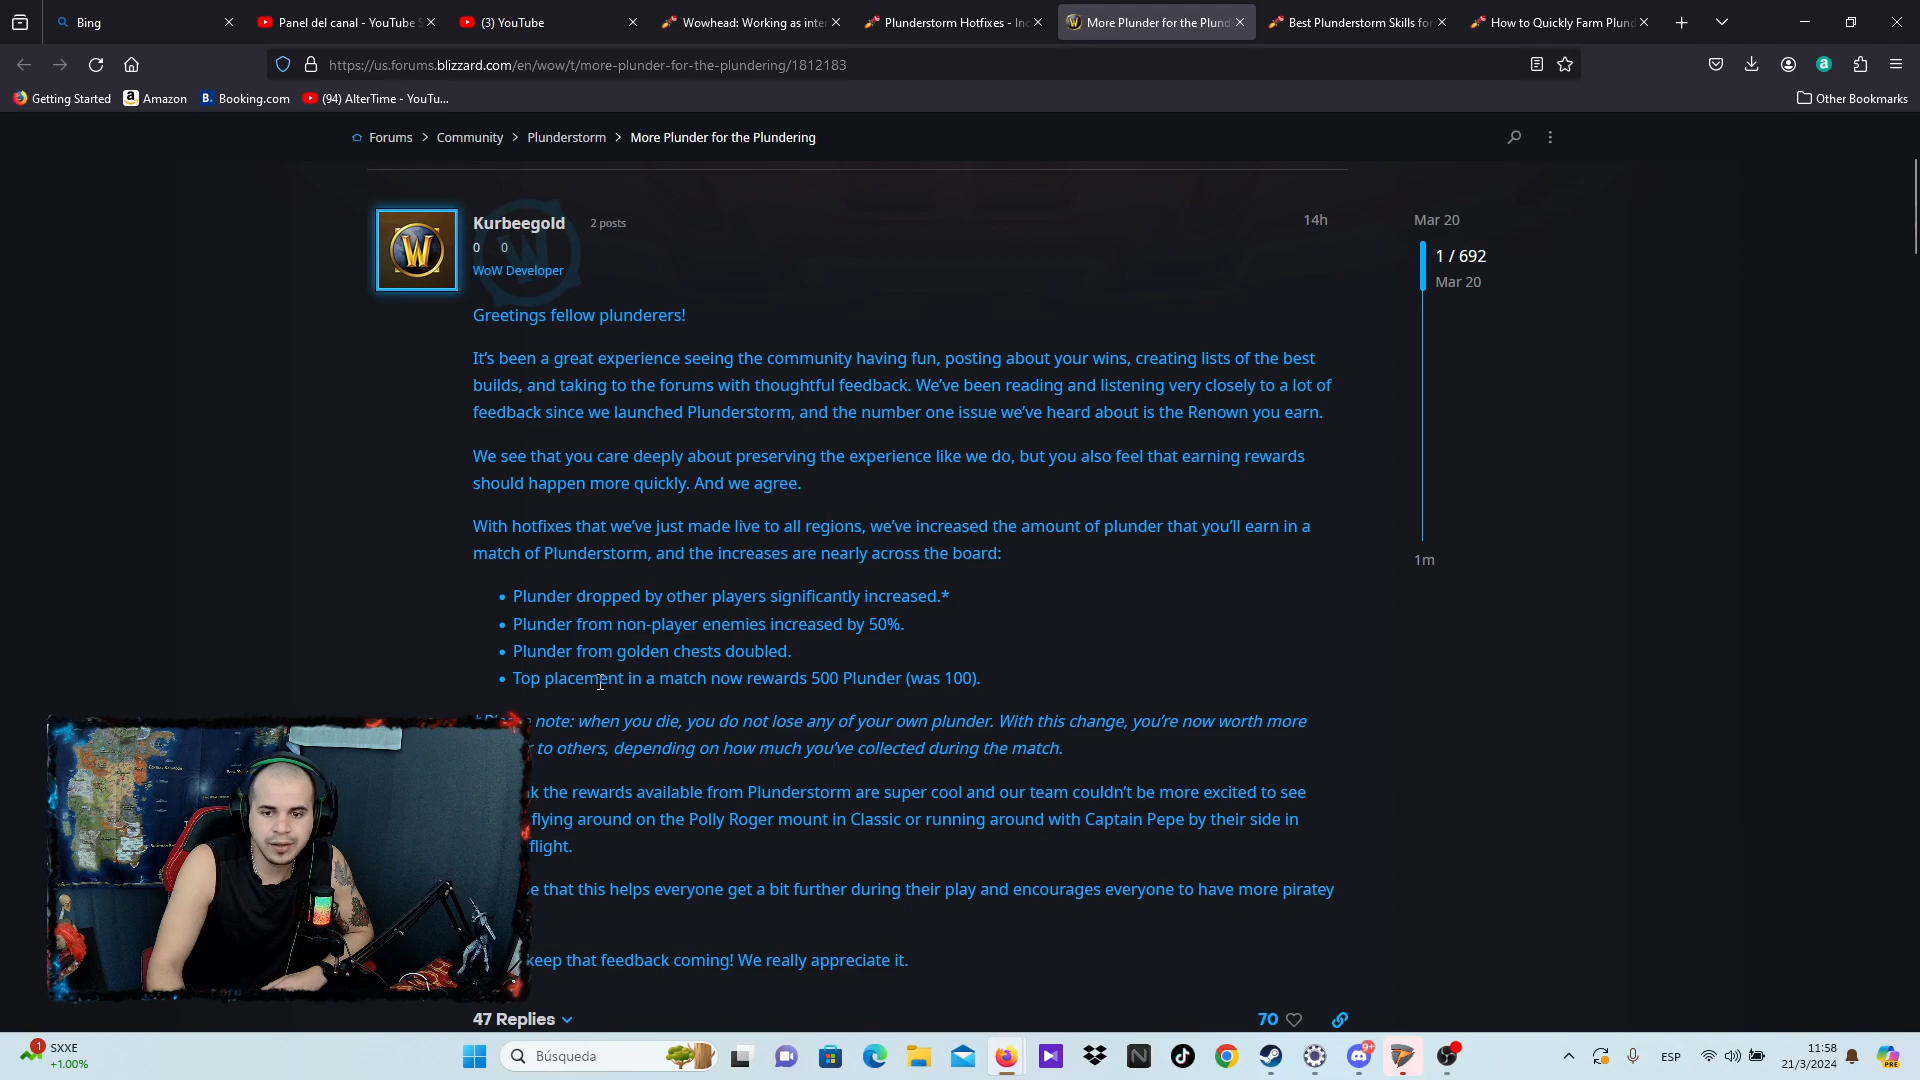 Bing
Panel del canal - YouTube S
(3) YouTube
Wowhead: Working as inte
Plunderstorm Hotfixes - Inc
More Plunder for the Plund
Best Plunderstorm Skills for
How to Quickly Farm Plund
https://us.forums.blizzard.com/en/wow/t/more-plunder-for-the-plundering/1812183
Getting Started
Amazon
B. Booking.com
(94) AlterTime - YouTu...
Other Bookmarks
Forums > Community > Plunderstorm > More Plunder for the Plundering
Kurbeegold 2 posts 14h
0 0
WoW Developer
Mar 20
1 / 692
Mar 20
1m
Greetings fellow plunderers!
It's been a great experience seeing the community having fun, posting about your wins, creating lists of the best
builds, and taking to the forums with thoughtful feedback. We've been reading and listening very closely to a lot of
feedback since we launched Plunderstorm, and the number one issue we've heard about is the Renown you earn.
We see that you care deeply about preserving the experience like we do, but you also feel that earning rewards
should happen more quickly. And we agree.
With hotfixes that we've just made live to all regions, we've increased the amount of plunder that you'll earn in a
match of Plunderstorm, and the increases are nearly across the board:
• Plunder dropped by other players significantly increased.*
• Plunder from non-player enemies increased by 50%.
• Plunder from golden chests doubled.
• Top placement in a match now rewards 500 Plunder (was 100).
note: when you die, you do not lose any of your own plunder. With this change, you're now worth more
to others, depending on how much you've collected during the match.
the rewards available from Plunderstorm are super cool and our team couldn't be more excited to see
flying around on the Polly Roger mount in Classic or running around with Captain Pepe by their side in
flight.
that this helps everyone get a bit further during their play and encourages everyone to have more piratey
keep that feedback coming! We really appreciate it.
47 Replies
70
1
SXXE
+1.00%
Búsqueda
9+
ESP
11:58
21/3/2024
PRE